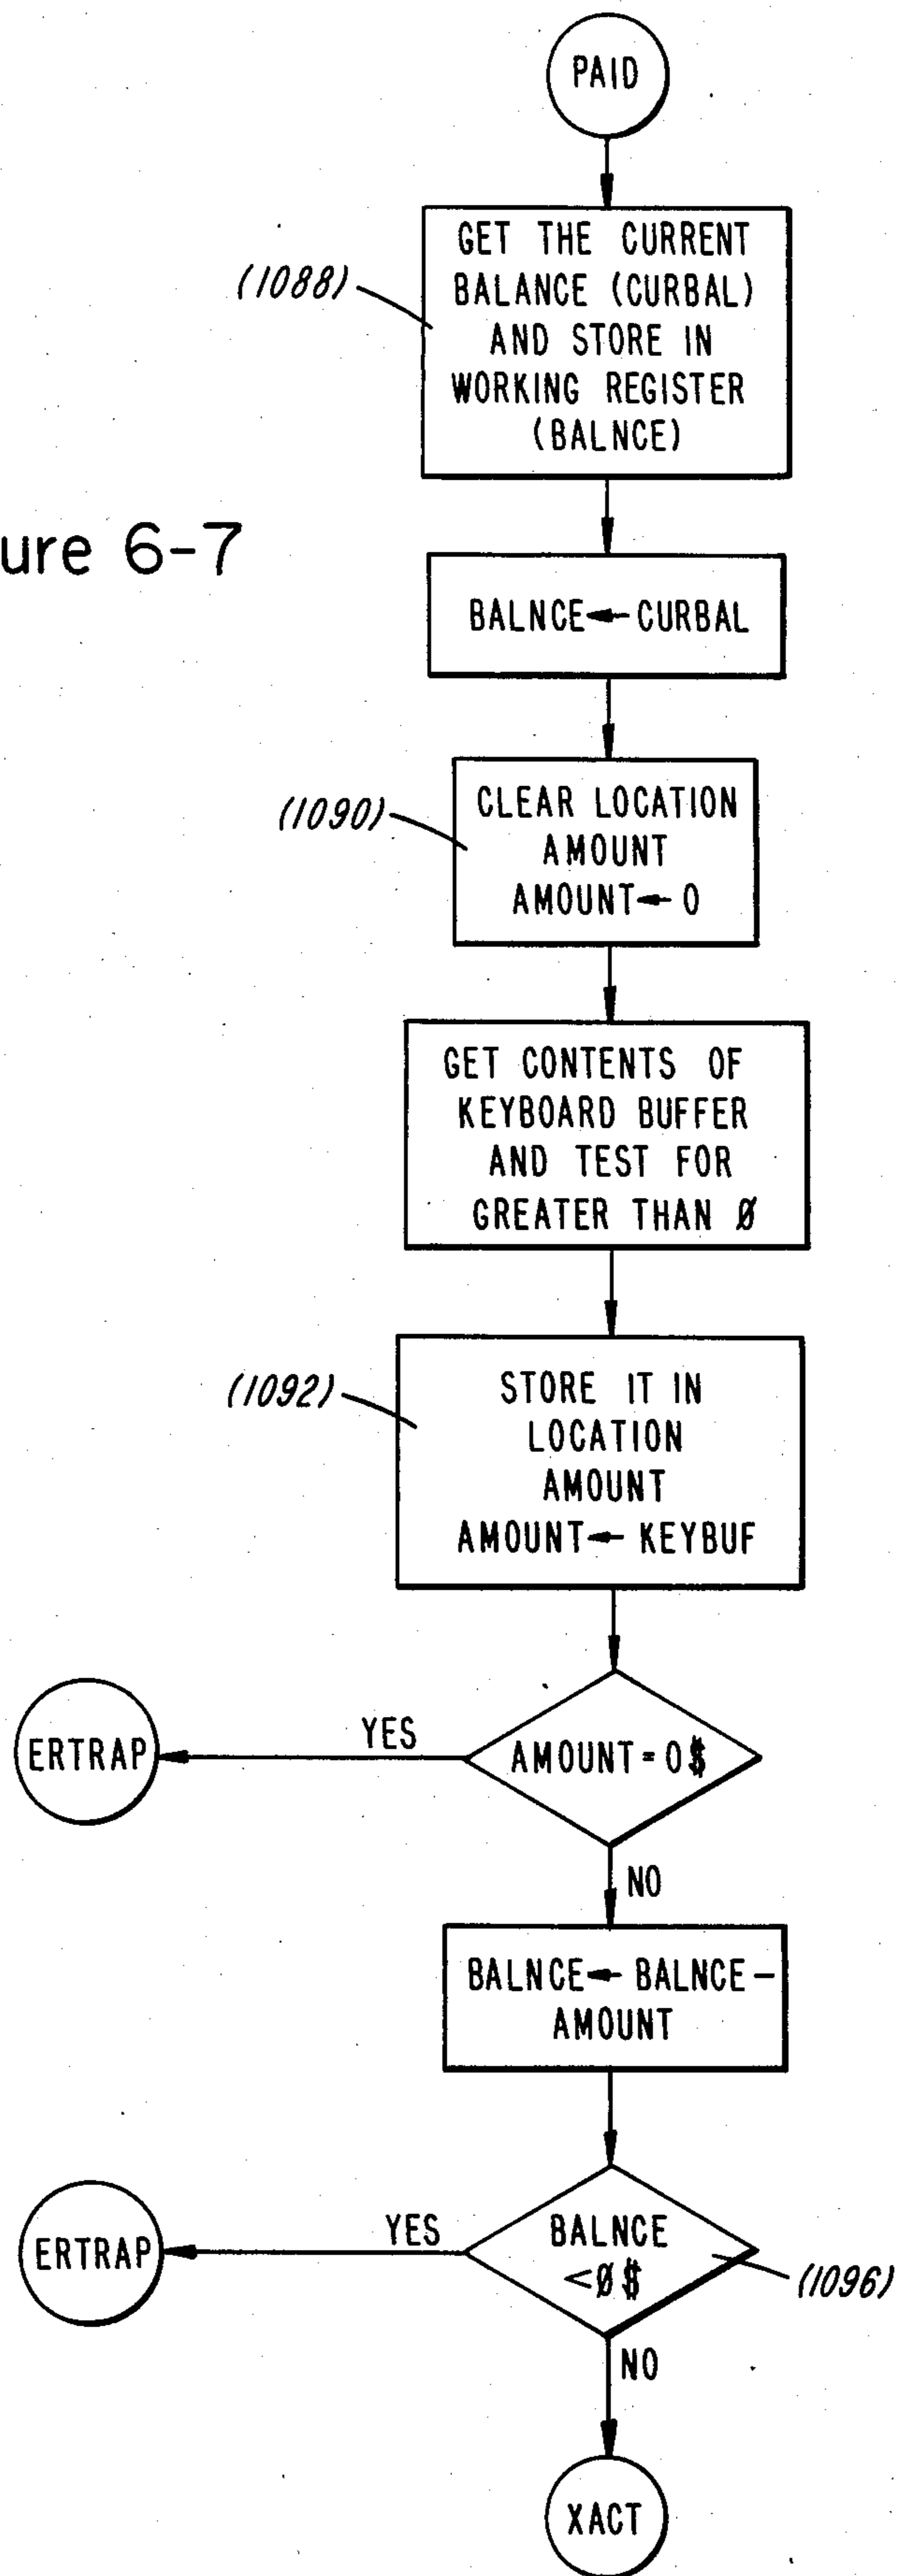 PAID
GET THE CURRENT
BALANCE (CURBAL)
AND STORE IN
WORKING REGISTER
(BALNCE)
(1088)
ure 6-7
BALNCE←CURBAL
(1090)
CLEAR LOCATION
AMOUNT
AMOUNT←0
GET CONTENTS OF
KEYBOARD BUFFER
AND TEST FOR
GREATER THAN Ø
(1092)
STORE IT IN
LOCATION
AMOUNT
AMOUNT←KEYBUF
ERTRAP
YES
AMOUNT=0$
NO
BALNCE←BALNCE-
AMOUNT
ERTRAP
YES
BALNCE
<Ø$
(1096)
NO
XACT